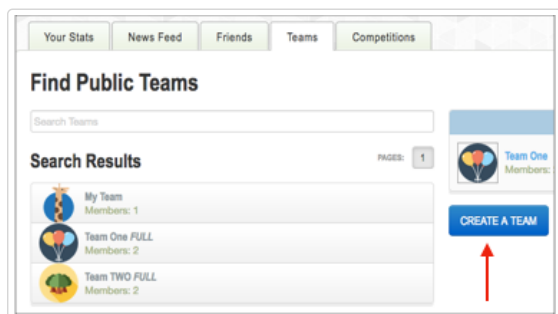 Your Stats
News Feed
Friends
Teams
Competitions
Find Public Teams
Search Teams
Search Results
PAGES: 1
My Team
Members: 1
Team One FULL
Members: 2
Team TWO FULL
Members: 2
Team One
Members:
CREATE A TEAM